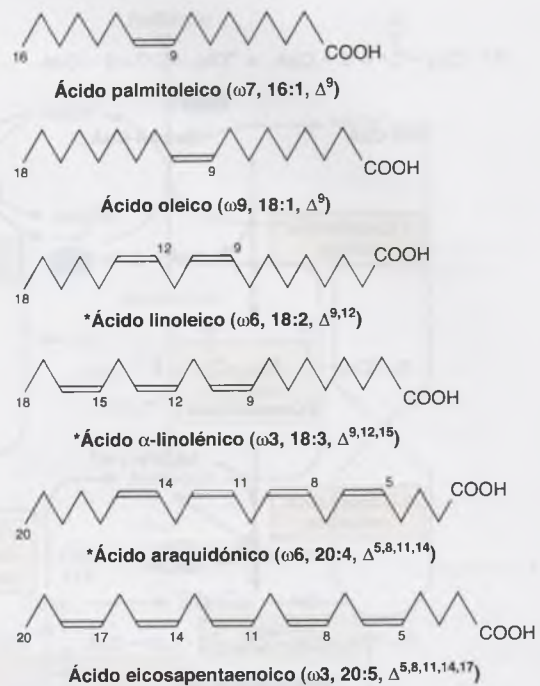 COOH
16 9
Ácido palmitoleico (ω7, 16:1, Δ⁹)
COOH
18 9
Ácido oleico (ω9, 18:1, Δ⁹)
12 9
COOH
18
*Ácido linoleico (ω6, 18:2, Δ⁹,¹²)
COOH
18 15 12 9
*Ácido α-linolénico (ω3, 18:3, Δ⁹,¹²,¹⁵)
14 11 8 5
COOH
20
*Ácido araquidónico (ω6, 20:4, Δ⁵,⁸,¹¹,¹⁴)
20 17 14 11 8 5
COOH
Ácido eicosapentaenoico (ω3, 20:5, Δ⁵,⁸,¹¹,¹⁴,¹⁷)